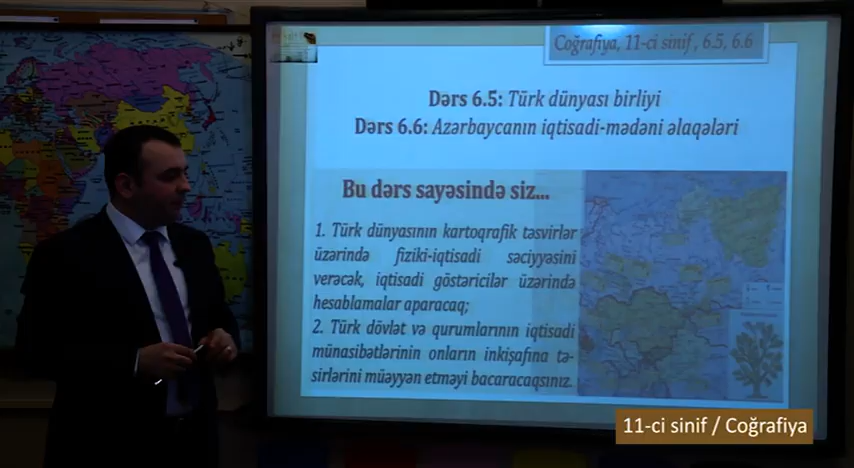 Coğrafiya, 11-ci sinif, 6.5, 6.6
Dərs 6.5: Türk dünyası birliyi
Dərs 6.6: Azərbaycanın iqtisadi-mədəni əlaqələri
Bu dərs sayəsində siz...
1. Türk dünyasının kartoqrafik təsvirlər
üzərində fiziki-iqtisadi səciyyəsini
verəcək, iqtisadi göstəricilər üzərində
hesablamalar aparacaq;
2. Türk dövlət və qurumlarının iqtisadi
münasibətlərinin onların inkişafına tə-
sirlərini müəyyən etməyi bacaracaqsınız.
11-ci sinif / Coğrafiya